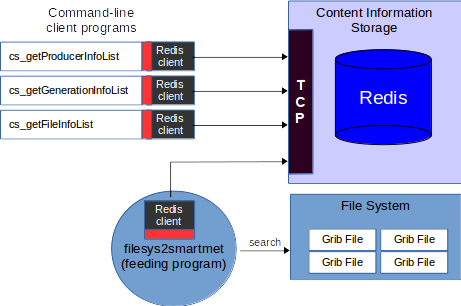 Command-line
client programs
Content Information
Storage
cs_getProducerInfoList
Redis
client
cs_getGenerationInfoList
Redis
client
cs_getFileInfoList
Redis
client
T
C
P
Redis
Redis
client
filesys2smartmet
(feeding program)
search
File System
Grib File
Grib File
Grib File
Grib File